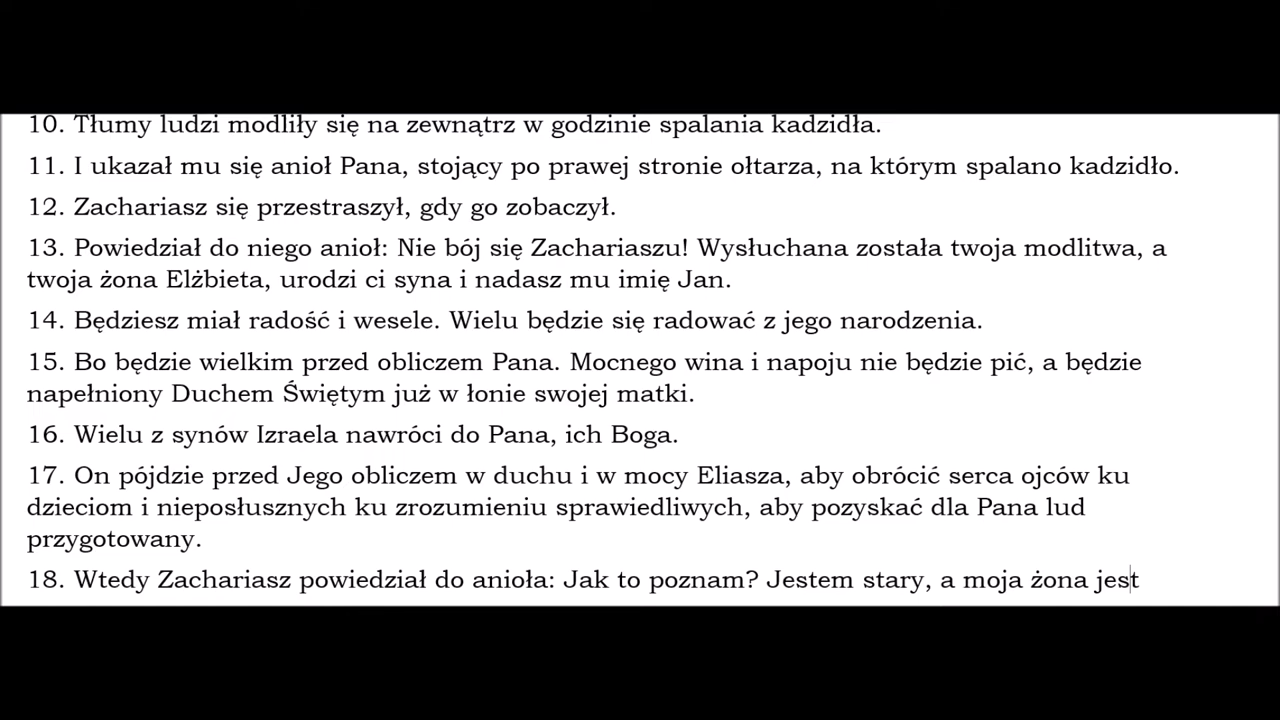 10. Tłumy ludzi modliły się na zewnątrz w godzinie spalania kadzidła.
11. I ukazał mu się anioł Pana, stojący po prawej stronie ołtarza, na którym spalano kadzidło.
12. Zachariasz się przestraszył, gdy go zobaczył.
13. Powiedział do niego anioł: Nie bój się Zachariaszu! Wysłuchana została twoja modlitwa, a
twoja żona Elżbieta, urodzi ci syna i nadasz mu imię Jan.
14. Będziesz miał radość i wesele. Wielu będzie się radować z jego narodzenia.
15. Bo będzie wielkim przed obliczem Pana. Mocnego wina i napoju nie będzie pić, a będzie
napełniony Duchem Świętym już w łonie swojej matki.
16. Wielu z synów Izraela nawróci do Pana, ich Boga.
17. On pójdzie przed Jego obliczem w duchu i w mocy Eliasza, aby obrócić serca ojców ku
dzieciom i nieposłusznych ku zrozumieniu sprawiedliwych, aby pozyskać dla Pana lud
przygotowany.
18. Wtedy Zachariasz powiedział do anioła: Jak to poznam? Jestem stary, a moja żona jest